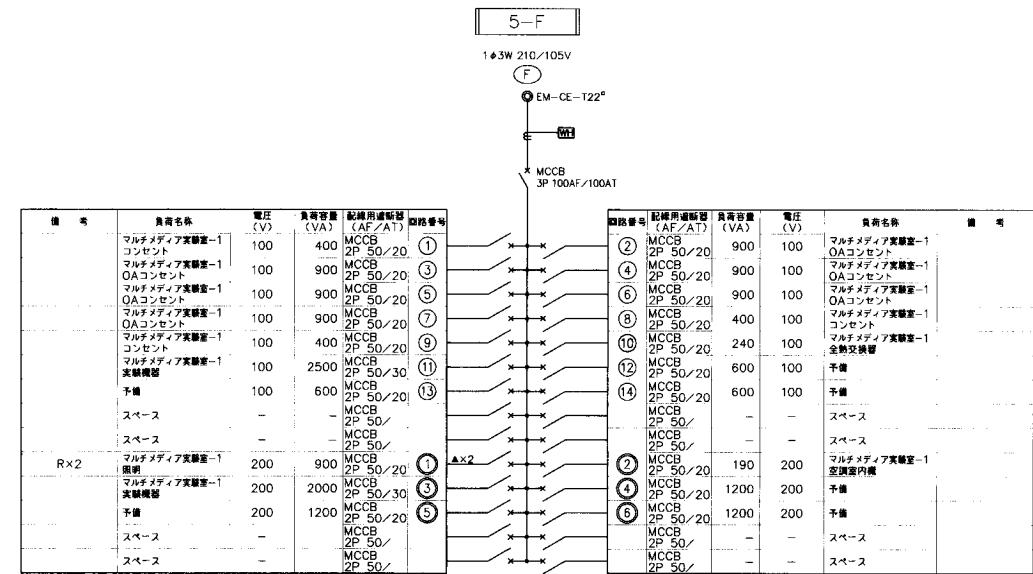 5-F
1φ3W 210/105V
F
EM-CE-T22°
WH
MCCB
3P 100AF/100AT
備 考 負荷名称 電圧(V) 負荷容量(VA) 配線用遮断器(AF/AT) 回路番号
マルチメディア実験室-1 コンセント 100 400 MCCB 2P 50/20 ①
マルチメディア実験室-1 OAコンセント 100 900 MCCB 2P 50/20 ③
マルチメディア実験室-1 OAコンセント 100 900 MCCB 2P 50/20 ⑤
マルチメディア実験室-1 OAコンセント 100 900 MCCB 2P 50/20 ⑦
マルチメディア実験室-1 コンセント 100 400 MCCB 2P 50/20 ⑨
マルチメディア実験室-1 実験機器 100 2500 MCCB 2P 50/30 ⑪
予備 100 600 MCCB 2P 50/20 ⑬
スペース - - MCCB 2P 50/
スペース - - MCCB 2P 50/
R×2 マルチメディア実験室-1 照明 200 900 MCCB 2P 50/20 ① ▲×2
マルチメディア実験室-1 実験機器 200 2000 MCCB 2P 50/30 ③
予備 200 1200 MCCB 2P 50/20 ⑤
スペース - - MCCB 2P 50/
スペース - - MCCB 2P 50/
回路番号 配線用遮断器(AF/AT) 負荷容量(VA) 電圧(V) 負荷名称 備 考
② MCCB 2P 50/20 900 100 マルチメディア実験室-1 OAコンセント
④ MCCB 2P 50/20 900 100 マルチメディア実験室-1 OAコンセント
⑥ MCCB 2P 50/20 900 100 マルチメディア実験室-1 OAコンセント
⑧ MCCB 2P 50/20 400 100 マルチメディア実験室-1 コンセント
⑩ MCCB 2P 50/20 240 100 マルチメディア実験室-1 全熱交換器
⑫ MCCB 2P 50/20 600 100 予備
⑭ MCCB 2P 50/20 600 100 予備
MCCB 2P 50/ - - スペース
MCCB 2P 50/ - - スペース
② MCCB 2P 50/20 190 200 マルチメディア実験室-1 空調室内機
④ MCCB 2P 50/20 1200 200 予備
⑥ MCCB 2P 50/20 1200 200 予備
MCCB 2P 50/ - - スペース
MCCB 2P 50/ - - スペース